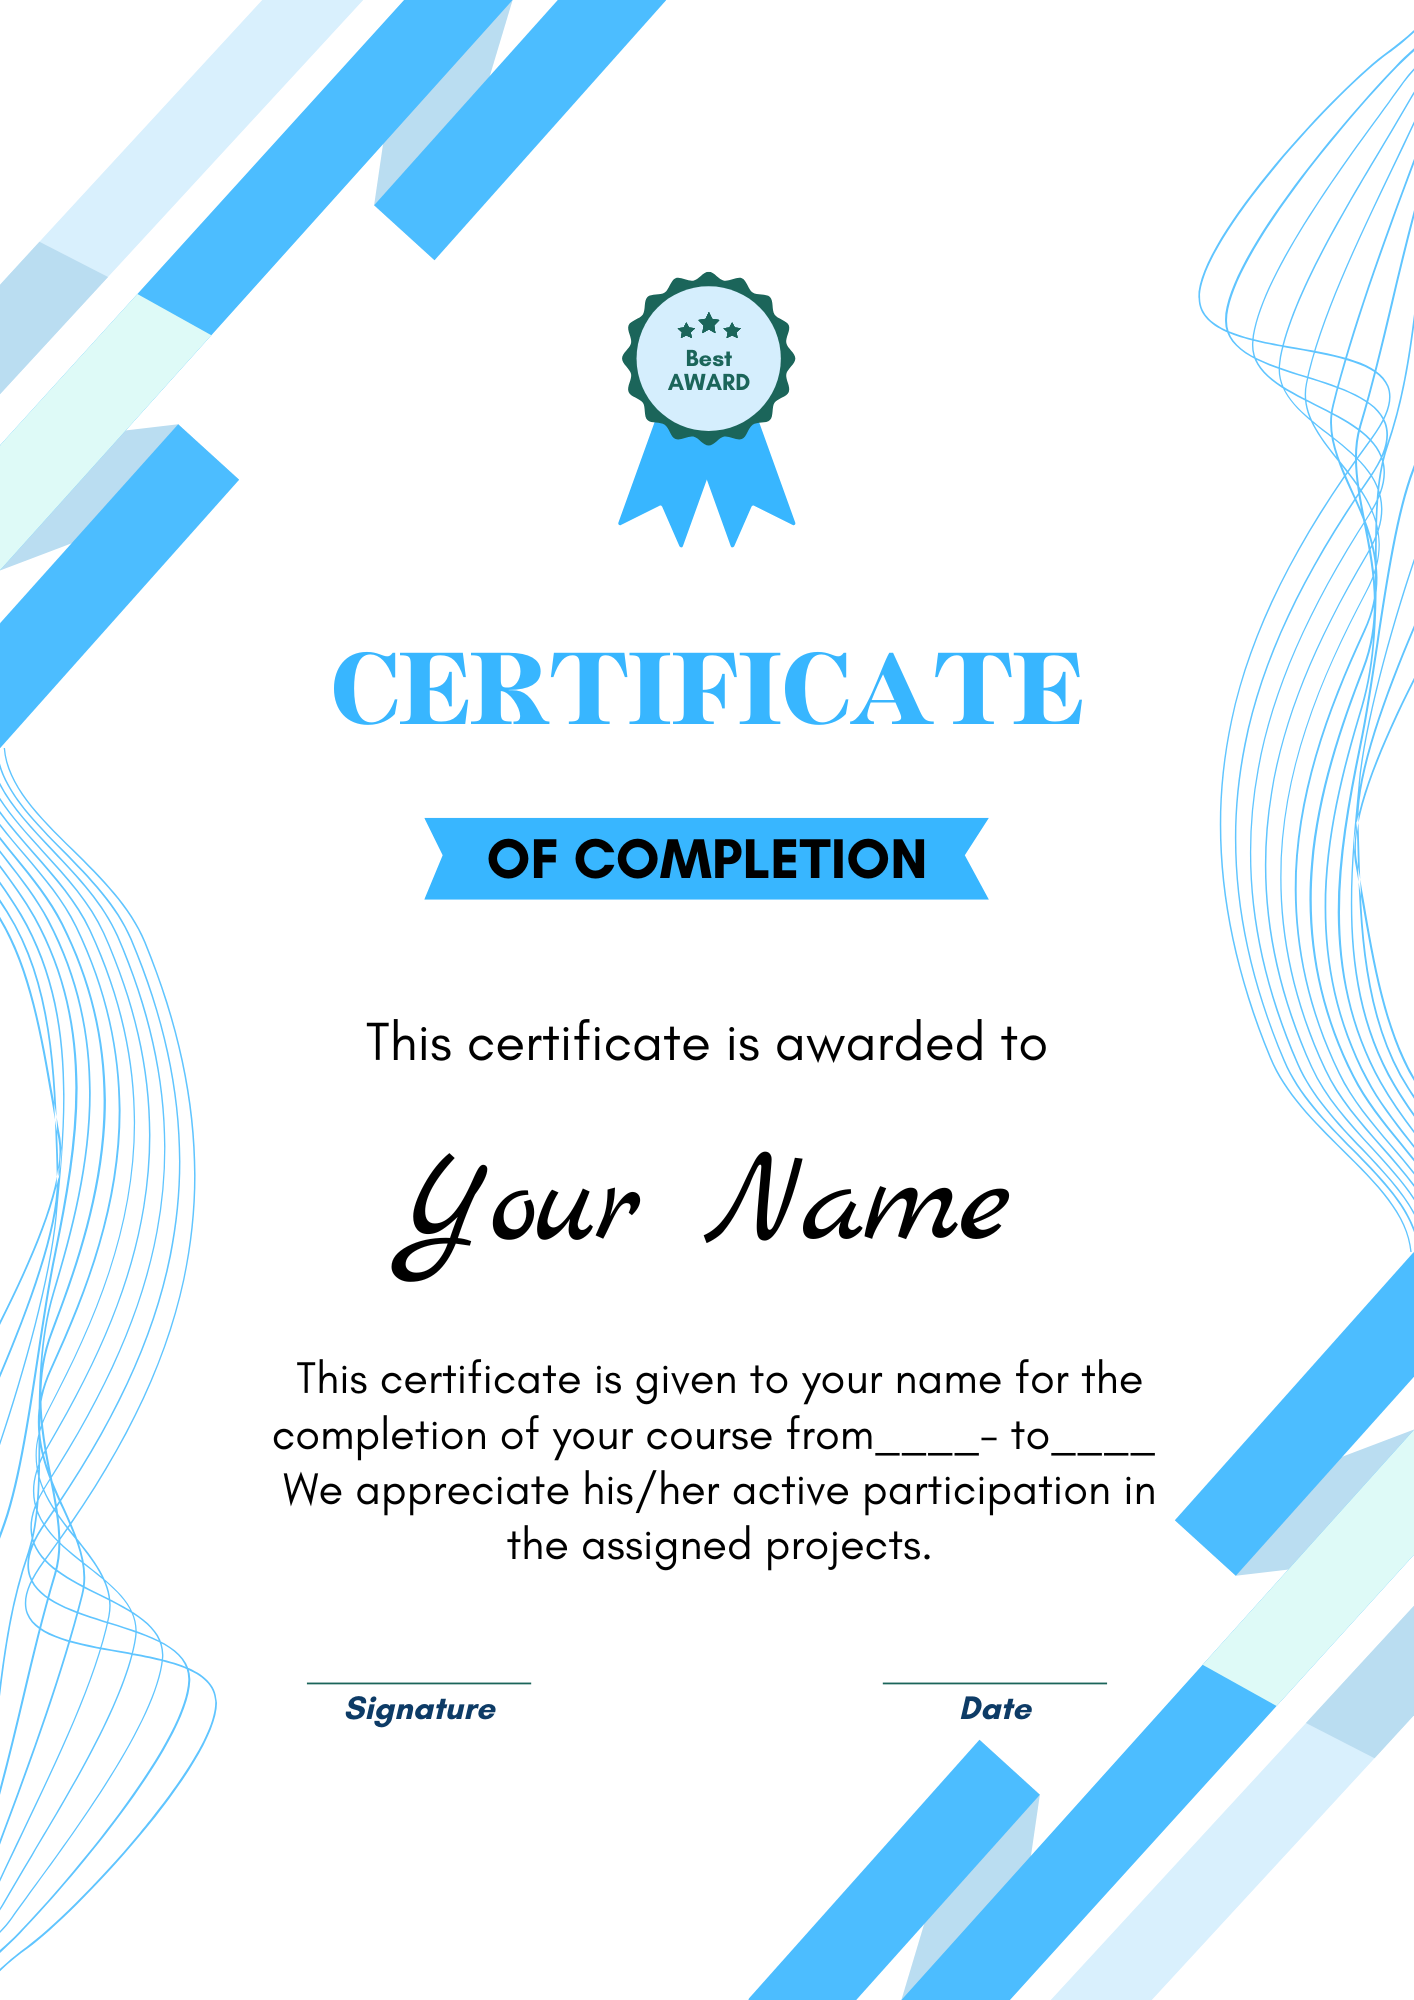 Best
AWARD
CERTIFICATE
OF COMPLETION
This certificate is awarded to
Your Name
This certificate is given to your name for the
completion of your course from____- to____
We appreciate his/her active participation in
the assigned projects.
Signature
Date